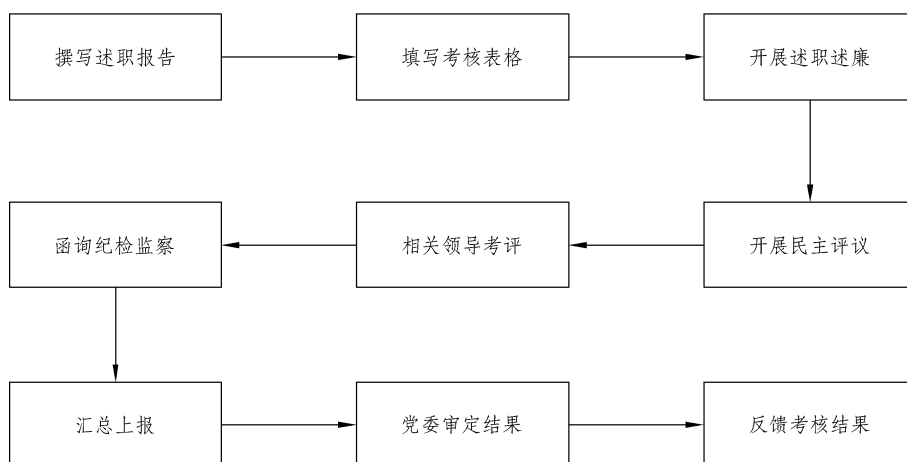 撰写述职报告
填写考核表格
开展述职述廉
开展民主评议
相关领导考评
函询纪检监察
汇总上报
党委审定结果
反馈考核结果